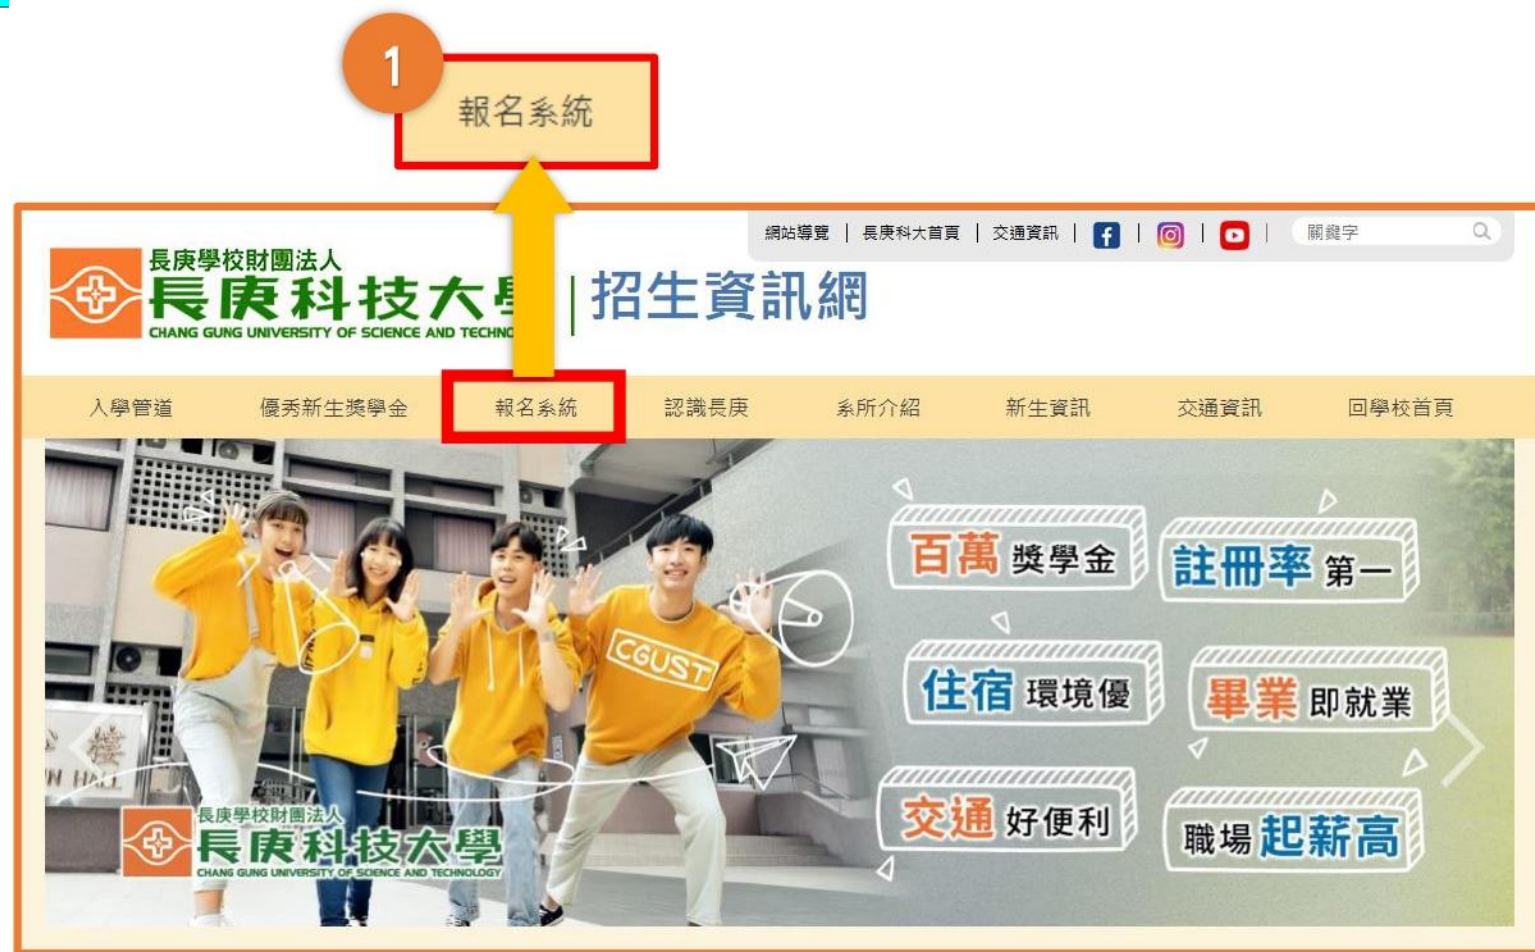 1
報名系統
網站導覽 | 長庚科大首頁 | 交通資訊 | | | | 關鍵字
長庚學校財團法人
長庚科技大學 | 招生資訊網
CHANG GUNG UNIVERSITY OF SCIENCE AND TECHNO
入學管道 優秀新生獎學金 報名系統 認識長庚 系所介紹 新生資訊 交通資訊 回學校首頁
百萬 獎學金
註冊率 第一
CGUST
住宿 環境優
畢業 即就業
樓
HALL
交通 好便利
職場 起薪高
長庚學校財團法人
長庚科技大學
CHANG GUNG UNIVERSITY OF SCIENCE AND TECHNOLOGY